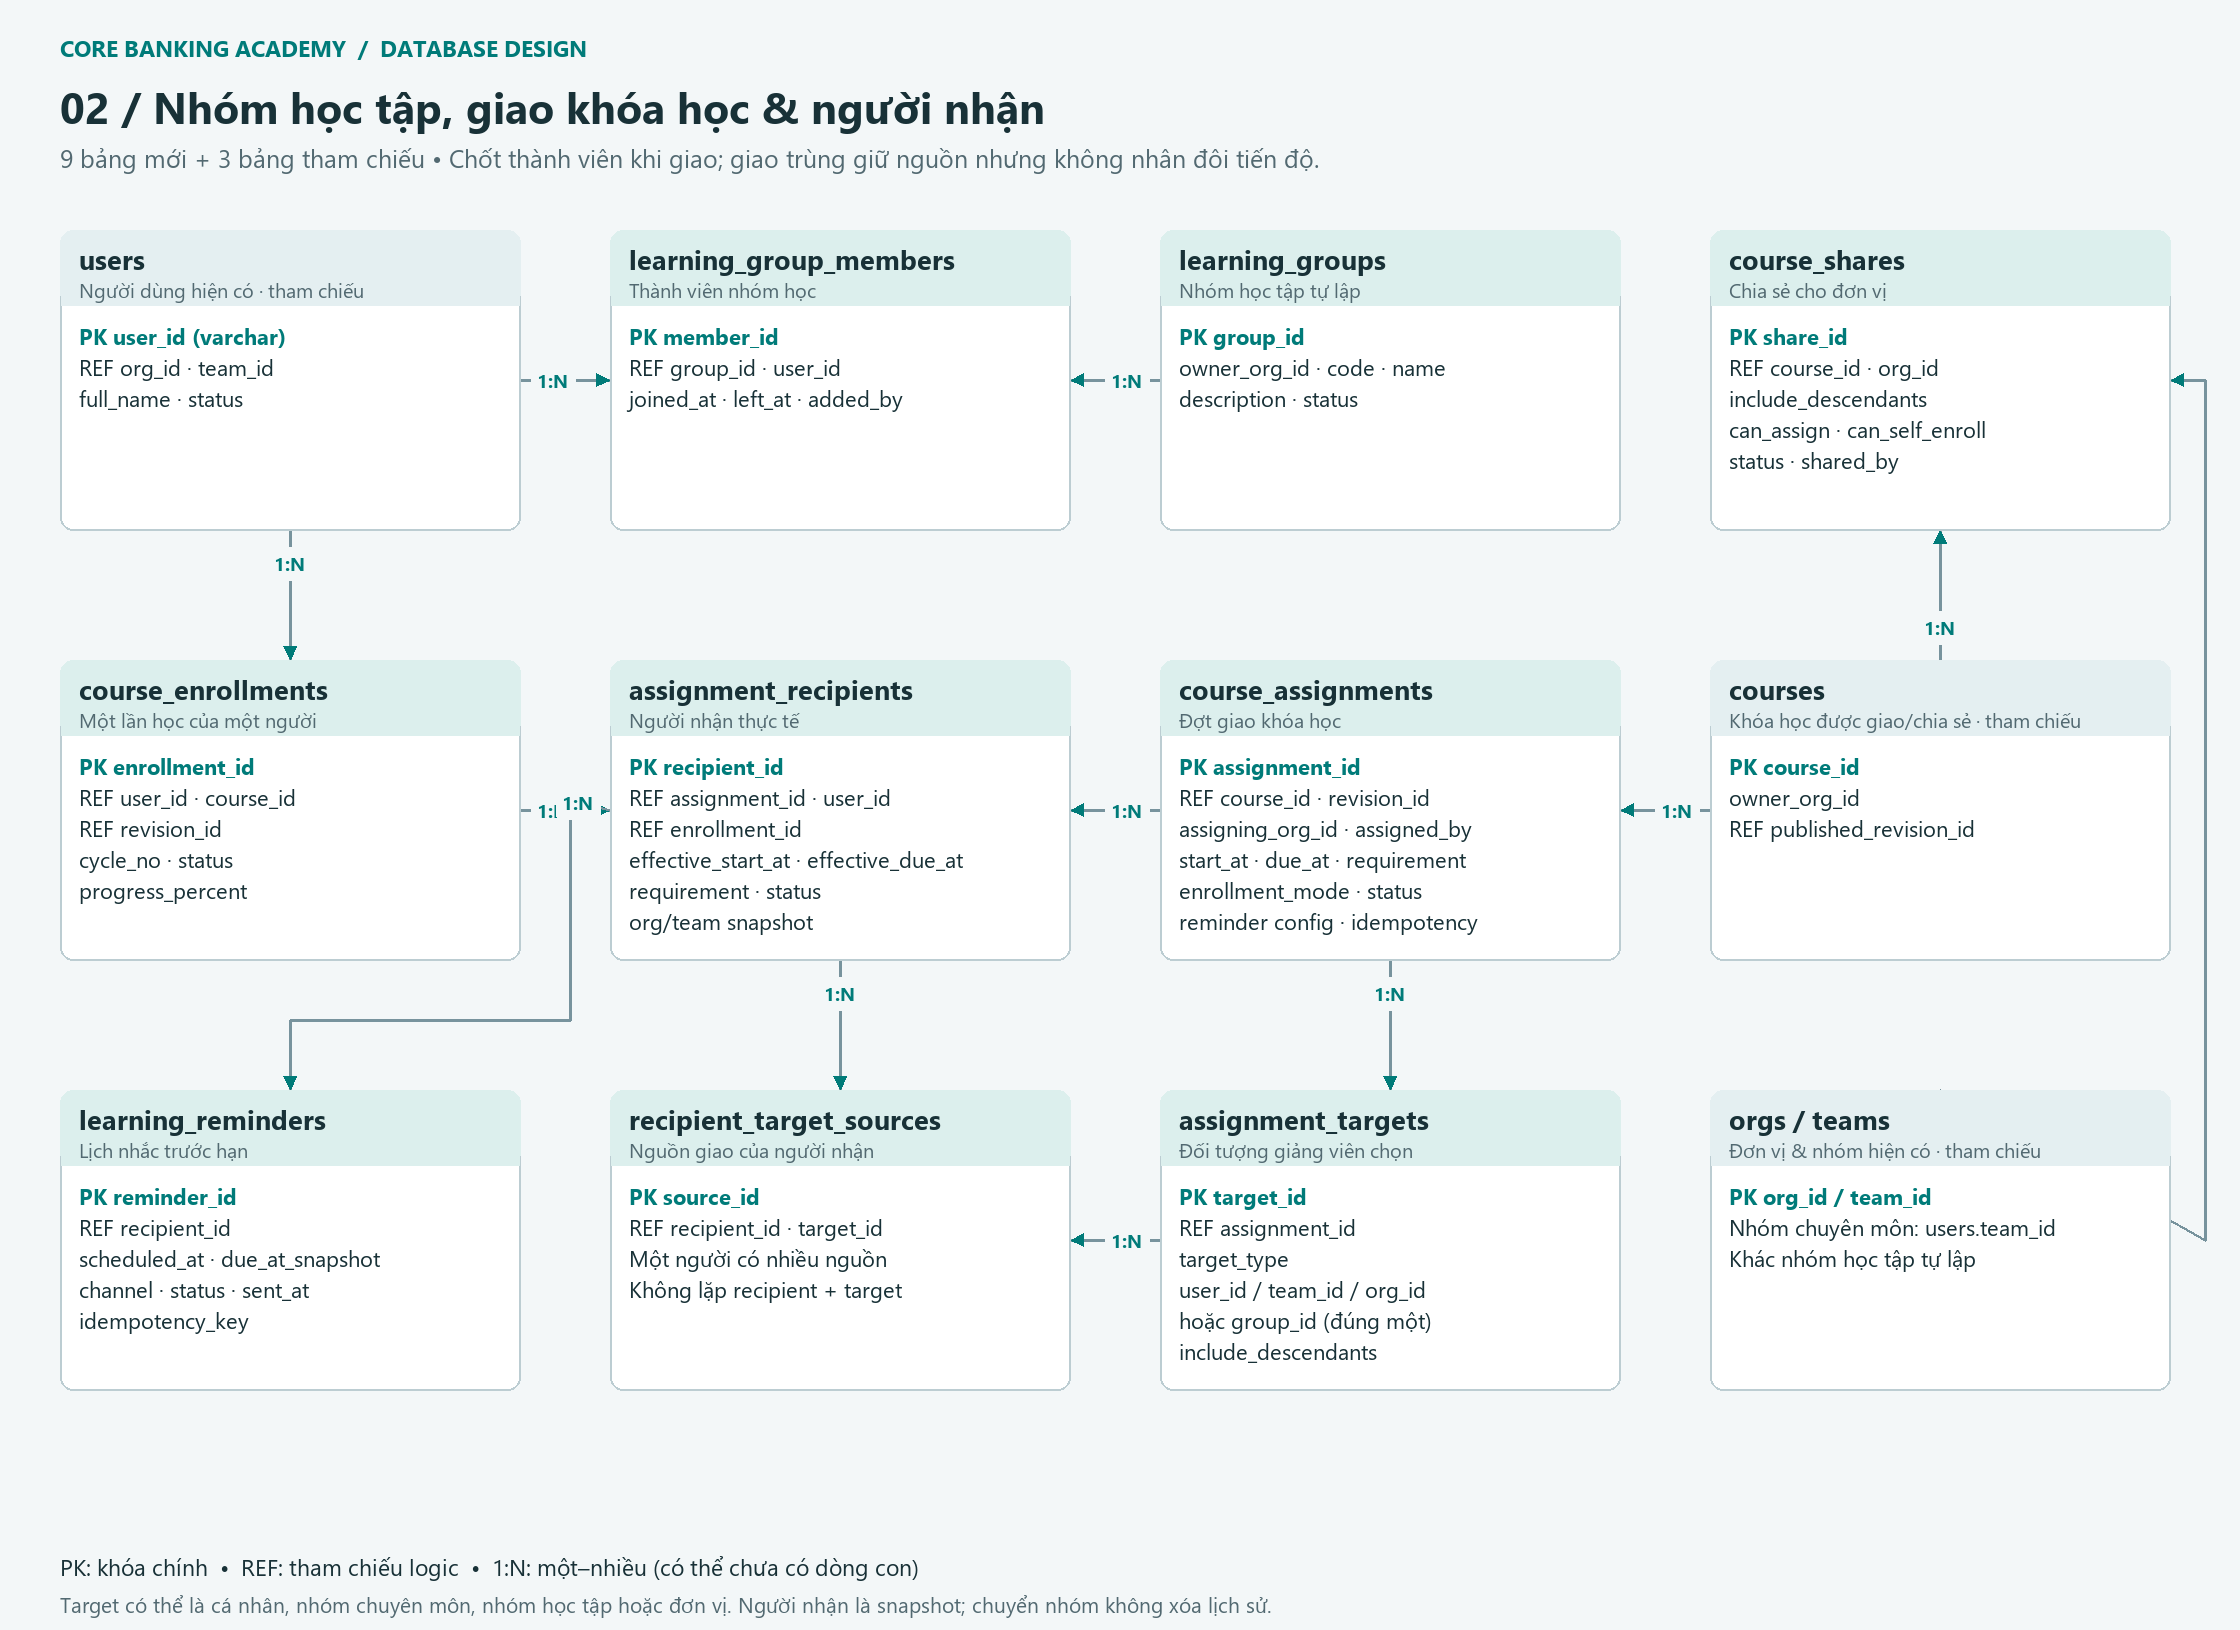 CORE BANKING ACADEMY / DATABASE DESIGN
02 / Nhóm học tập, giao khóa học & người nhận
9 bảng mới + 3 bảng tham chiếu • Chốt thành viên khi giao; giao trùng giữ nguồn nhưng không nhân đôi tiến độ.
users
Người dùng hiện có · tham chiếu
PK user_id (varchar)
REF org_id · team_id
full_name · status
1:N
learning_group_members
Thành viên nhóm học
PK member_id
REF group_id · user_id
joined_at · left_at · added_by
1:N
learning_groups
Nhóm học tập tự lập
PK group_id
owner_org_id · code · name
description · status
course_shares
Chia sẻ cho đơn vị
PK share_id
REF course_id · org_id
include_descendants
can_assign · can_self_enroll
status · shared_by
1:N
1:N
course_enrollments
Một lần học của một người
PK enrollment_id
REF user_id · course_id
REF revision_id
cycle_no · status
progress_percent
1:N
assignment_recipients
Người nhận thực tế
PK recipient_id
REF assignment_id · user_id
REF enrollment_id
effective_start_at · effective_due_at
requirement · status
org/team snapshot
1:N
course_assignments
Đợt giao khóa học
PK assignment_id
REF course_id · revision_id
assigning_org_id · assigned_by
start_at · due_at · requirement
enrollment_mode · status
reminder config · idempotency
1:N
courses
Khóa học được giao/chia sẻ · tham chiếu
PK course_id
owner_org_id
REF published_revision_id
1:N
1:N
learning_reminders
Lịch nhắc trước hạn
PK reminder_id
REF recipient_id
scheduled_at · due_at_snapshot
channel · status · sent_at
idempotency_key
recipient_target_sources
Nguồn giao của người nhận
PK source_id
REF recipient_id · target_id
Một người có nhiều nguồn
Không lặp recipient + target
1:N
assignment_targets
Đối tượng giảng viên chọn
PK target_id
REF assignment_id
target_type
user_id / team_id / org_id
hoặc group_id (đúng một)
include_descendants
orgs / teams
Đơn vị & nhóm hiện có · tham chiếu
PK org_id / team_id
Nhóm chuyên môn: users.team_id
Khác nhóm học tập tự lập
PK: khóa chính • REF: tham chiếu logic • 1:N: một–nhiều (có thể chưa có dòng con)
Target có thể là cá nhân, nhóm chuyên môn, nhóm học tập hoặc đơn vị. Người nhận là snapshot; chuyển nhóm không xóa lịch sử.